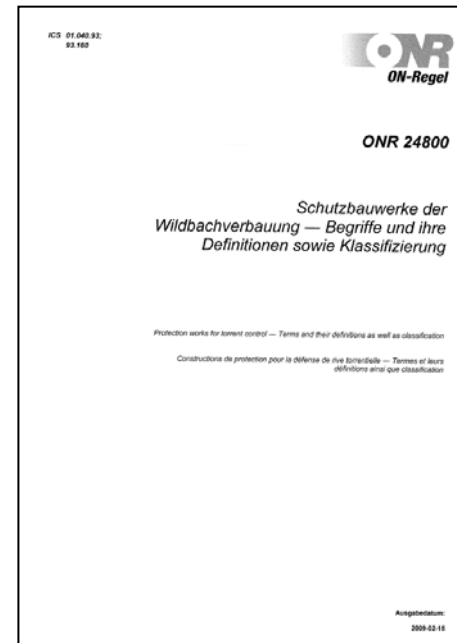 ICS 01.040.93;
93.160
ONR
ON-Regel
ONR 24800
Schutzbauwerke der
Wildbachverbauung — Begriffe und ihre
Definitionen sowie Klassifizierung
Protection works for torrent control — Terms and their definitions as well as classification
Constructions de protection pour la défense de rive torrentielle — Termes et leurs
définitions ainsi que classification
Ausgabedatum:
2009-02-15